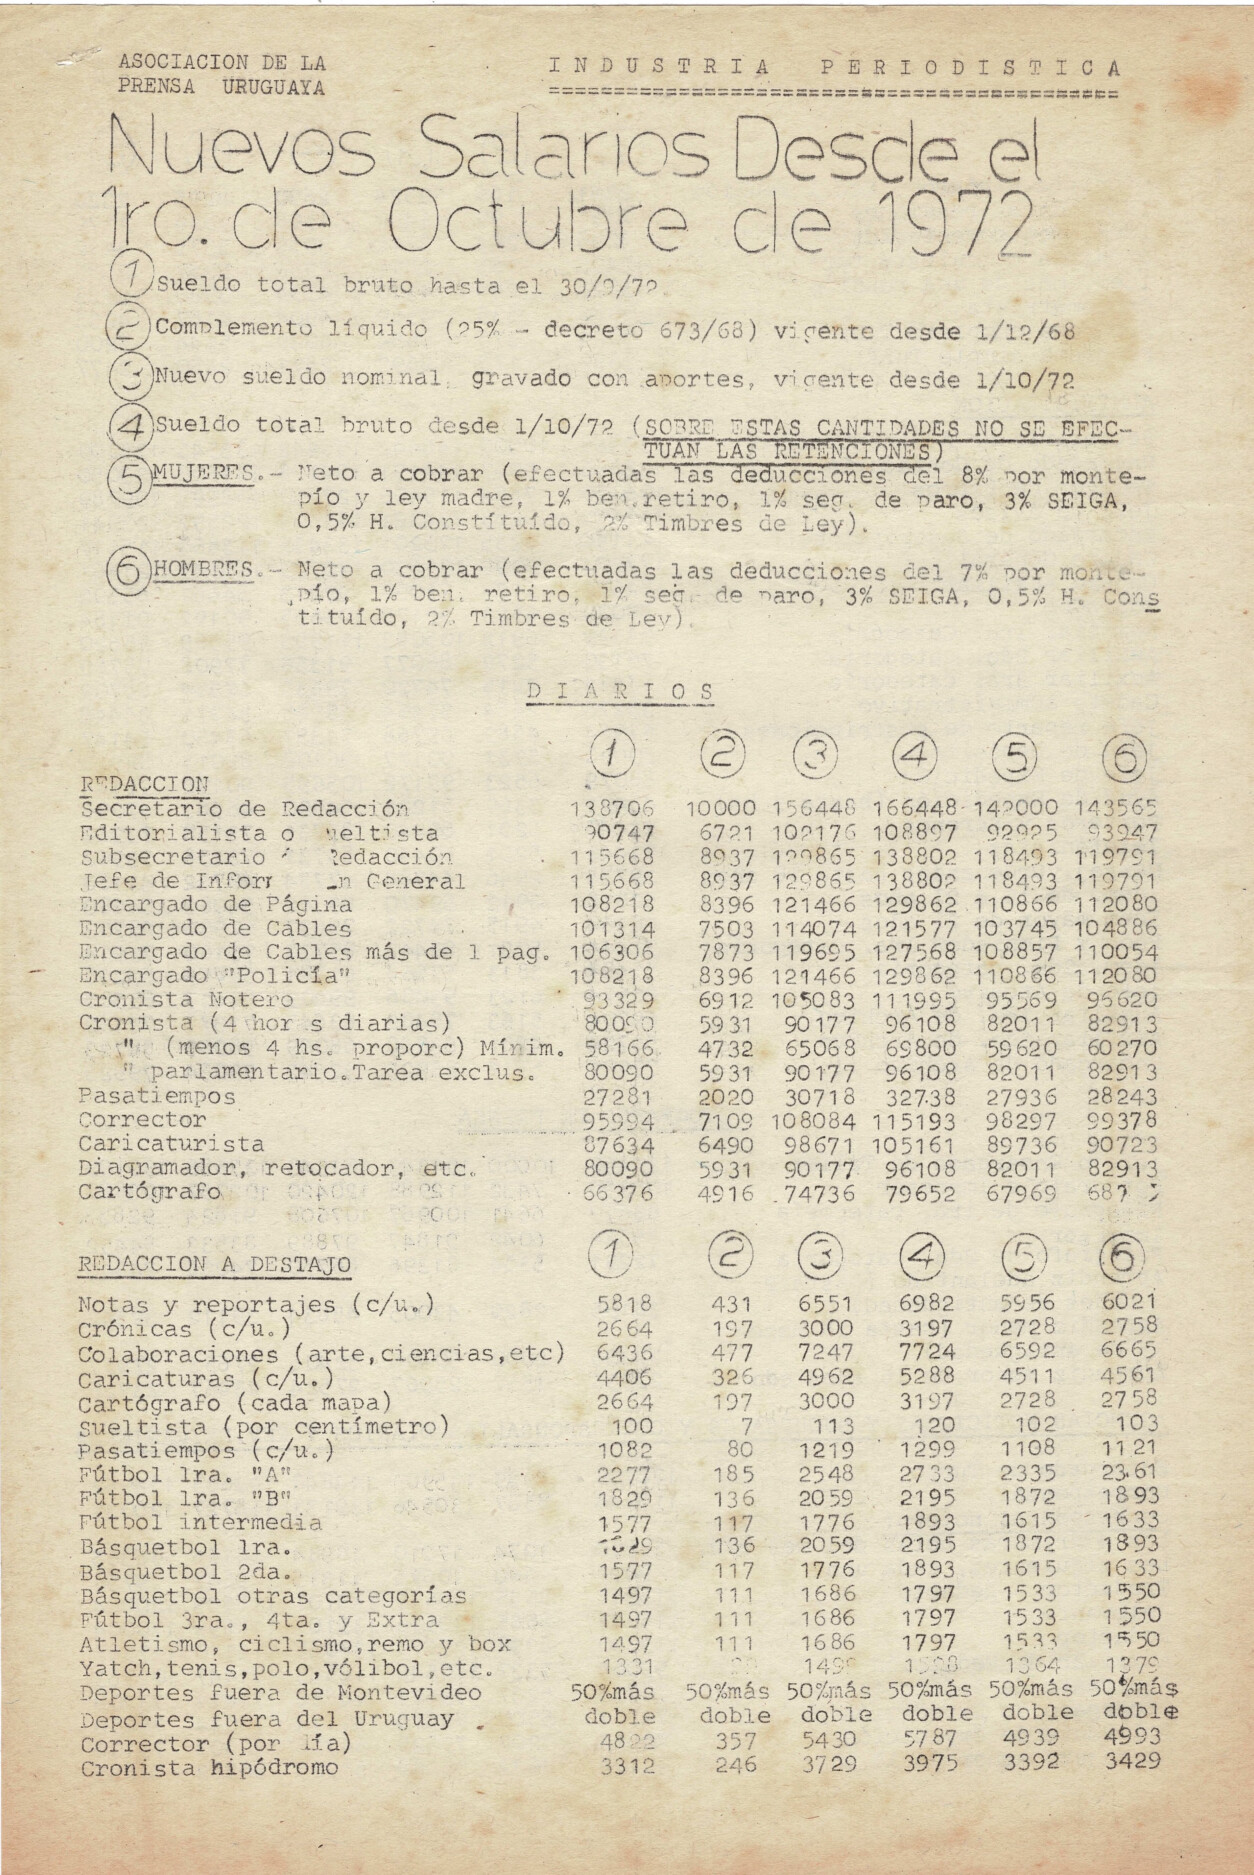 ASOCIACION DE LA
PRENSA URUGUAYA
INDUSTRIA PERIODISTICA
Nuevos Salarios Desde el
1ro. de Octubre de 1972
1 Sueldo total bruto hasta el 30/9/72
2 Complemento líquido (25% - decreto 673/68) vigente desde 1/12/68
3 Nuevo sueldo nominal, gravado con aportes, vigente desde 1/10/72
4 Sueldo total bruto desde 1/10/72 (SOBRE ESTAS CANTIDADES NO SE EFEC-
TUAN LAS RETENCIONES)
5 MUJERES.- Neto a cobrar (efectuadas las deducciones del 8% por monte-
pío y ley madre, 1% ben.retiro, 1% seg. de paro, 3% SEIGA,
0,5% H. Constituído, 2% Timbres de Ley).
6 HOMBRES.- Neto a cobrar (efectuadas las deducciones del 7% por monte-
pío, 1% ben. retiro, 1% seg. de paro, 3% SEIGA, 0,5% H. Cons
tituído, 2% Timbres de Ley).
DIARIOS
1 2 3 4 5 6
REDACCION
Secretario de Redacción 138706 10000 156448 166448 142000 143565
Editorialista o 90747 6721 102176 108897 92925 93947
Subsecretario Redacción 115668 8937 129865 138802 118493 119791
Jefe de General 115668 8937 129865 138802 118493 119791
Encargado de Página 108218 8396 121466 129862 110866 112080
Encargado de Cables 101314 7503 114074 121577 103745 104886
Encargado de Cables más de 1 pag. 106306 7873 119695 127568 108857 110054
Encargado "Policía" 108218 8396 121466 129862 110866 112080
Cronista Notero 93329 6912 105083 111995 95569 96620
Cronista (4 hor s diarias) 80090 5931 90177 96108 82011 82913
" (menos 4 hs. proporc) Mínim. 58166 4732 65068 69800 59620 60270
" parlamentario.Tarea exclus. 80090 5931 90177 96108 82011 82913
Pasatiempos 27281 2020 30718 32738 27936 28243
Corrector 95994 7109 108084 115193 98297 99378
Caricaturista 87634 6490 98671 105161 89736 90723
Diagramador, retocador, etc. 80090 5931 90177 96108 82011 82913
Cartógrafo 66376 4916 74736 79652 67969
1 2 3 4 5 6
REDACCION A DESTAJO
Notas y reportajes (c/u.) 5818 431 6551 6982 5956 6021
Crónicas (c/u.) 2664 197 3000 3197 2728 2758
Colaboraciones (arte,ciencias,etc) 6436 477 7247 7724 6592 6665
Caricaturas (c/u.) 4406 326 4962 5288 4511 4561
Cartógrafo (cada mapa) 2664 197 3000 3197 2728 2758
Sueltista (por centímetro) 100 7 113 120 102 103
Pasatiempos (c/u.) 1082 80 1219 1299 1108 1121
Fútbol 1ra. "A" 2277 185 2548 2733 2335 2361
Fútbol 1ra. "B" 1829 136 2059 2195 1872 1893
Fútbol intermedia 1577 117 1776 1893 1615 1633
Básquetbol 1ra. 1829 136 2059 2195 1872 1893
Básquetbol 2da. 1577 117 1776 1893 1615 1633
Básquetbol otras categorías 1497 111 1686 1797 1533 1550
Fútbol 3ra., 4ta. y Extra 1497 111 1686 1797 1533 1550
Atletismo, ciclismo,remo y box 1497 111 1686 1797 1533 1550
Yatch,tenis,polo,vólibol,etc. 1331 1364 1379
Deportes fuera de Montevideo 50%más 50%más 50%más 50%más 50%más 50%más
Deportes fuera del Uruguay doble doble doble doble doble doble
Corrector (por día) 4822 357 5430 5787 4939 4993
Cronista hipódromo 3312 246 3729 3975 3392 3429